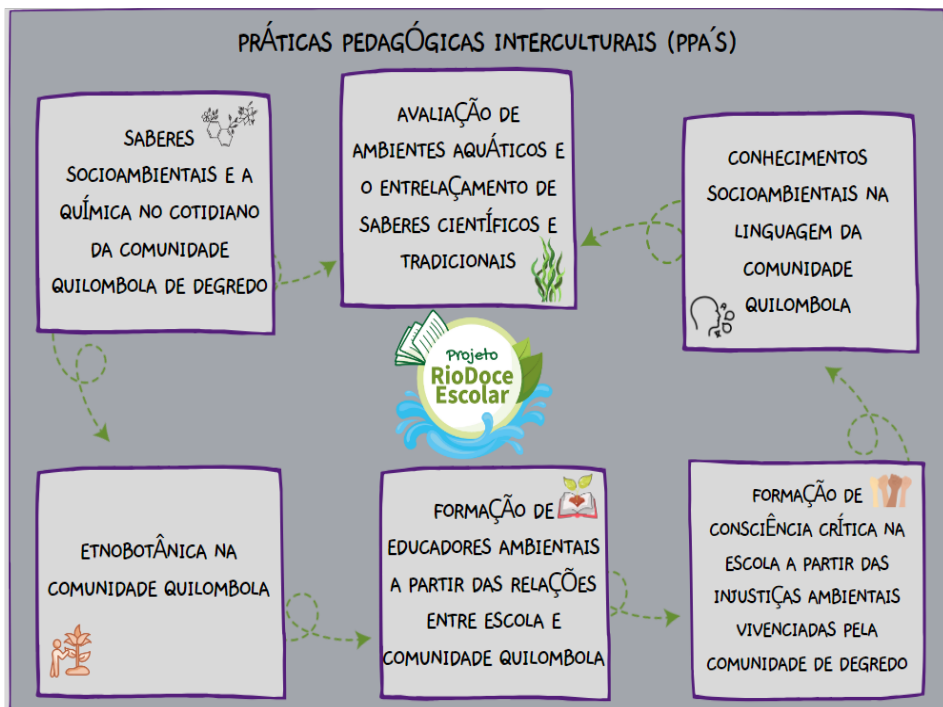 PRÁTICAS PEDAGÓGICAS INTERCULTURAIS (PPA´S)
SABERES
SOCIOAMBIENTAIS E A
QUÍMICA NO COTIDIANO
DA COMUNIDADE
QUILOMBOLA DE DEGREDO
AVALIAÇÃO DE
AMBIENTES AQUÁTICOS E
O ENTRELAÇAMENTO DE
SABERES CIENTÍFICOS E
TRADICIONAIS
CONHECIMENTOS
SOCIOAMBIENTAIS NA
LINGUAGEM DA
COMUNIDADE
QUILOMBOLA
Projeto
RioDoce
Escolar
ETNOBOTÂNICA NA
COMUNIDADE QUILOMBOLA
FORMAÇÃO DE
EDUCADORES AMBIENTAIS
A PARTIR DAS RELAÇÕES
ENTRE ESCOLA E
COMUNIDADE QUILOMBOLA
FORMAÇÃO DE
CONSCIÊNCIA CRÍTICA NA
ESCOLA A PARTIR DAS
INJUSTIÇAS AMBIENTAIS
VIVENCIADAS PELA
COMUNIDADE DE DEGREDO